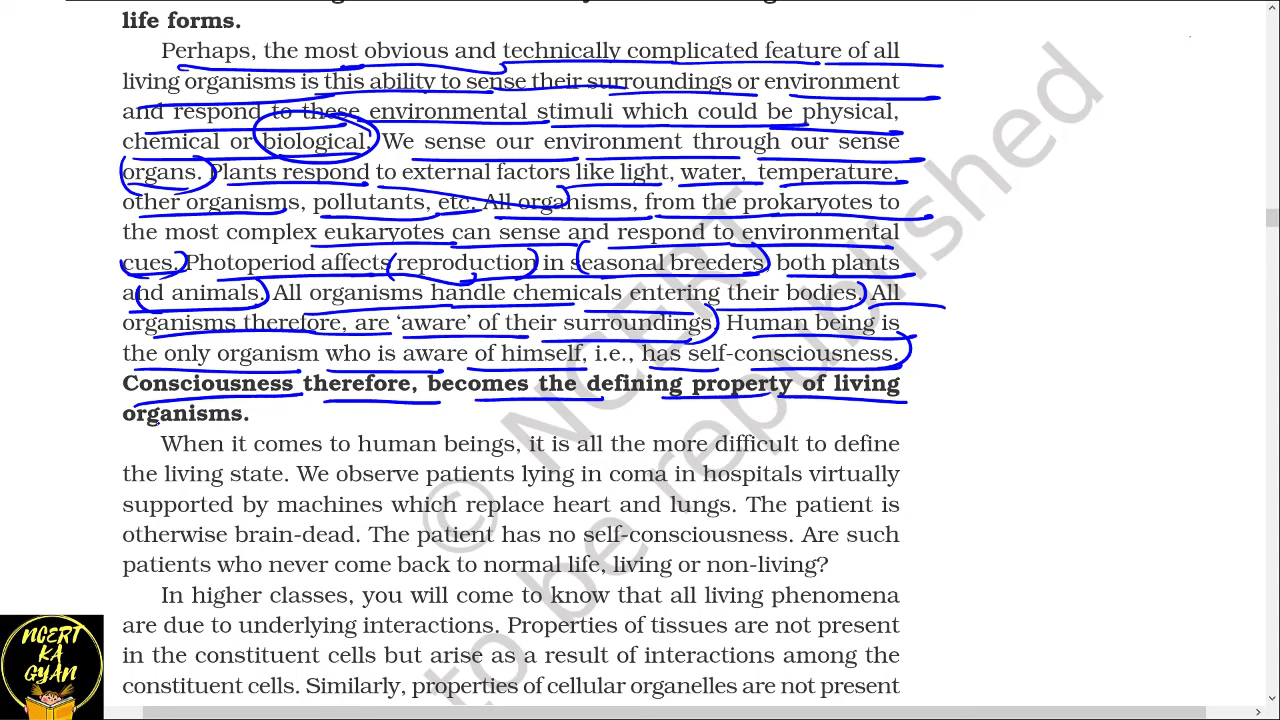 life forms.
Perhaps, the most obvious and technically complicated feature of all
living organisms is this ability to sense their surroundings or environment
and respond to these environmental stimuli which could be physical,
chemical or biological. We sense our environment through our sense
organs. Plants respond to external factors like light, water, temperature,
other organisms, pollutants, etc. All organisms, from the prokaryotes to
the most complex eukaryotes can sense and respond to environmental
cues. Photoperiod affects reproduction in seasonal breeders, both plants
and animals. All organisms handle chemicals entering their bodies. All
organisms therefore, are ‘aware’ of their surroundings. Human being is
the only organism who is aware of himself, i.e., has self-consciousness.
Consciousness therefore, becomes the defining property of living
organisms.
When it comes to human beings, it is all the more difficult to define
the living state. We observe patients lying in coma in hospitals virtually
supported by machines which replace heart and lungs. The patient is
otherwise brain-dead. The patient has no self-consciousness. Are such
patients who never come back to normal life, living or non-living?
In higher classes, you will come to know that all living phenomena
are due to underlying interactions. Properties of tissues are not present
in the constituent cells but arise as a result of interactions among the
constituent cells. Similarly, properties of cellular organelles are not present
© NCERT
to be republished
NCERT
KA
GYAN